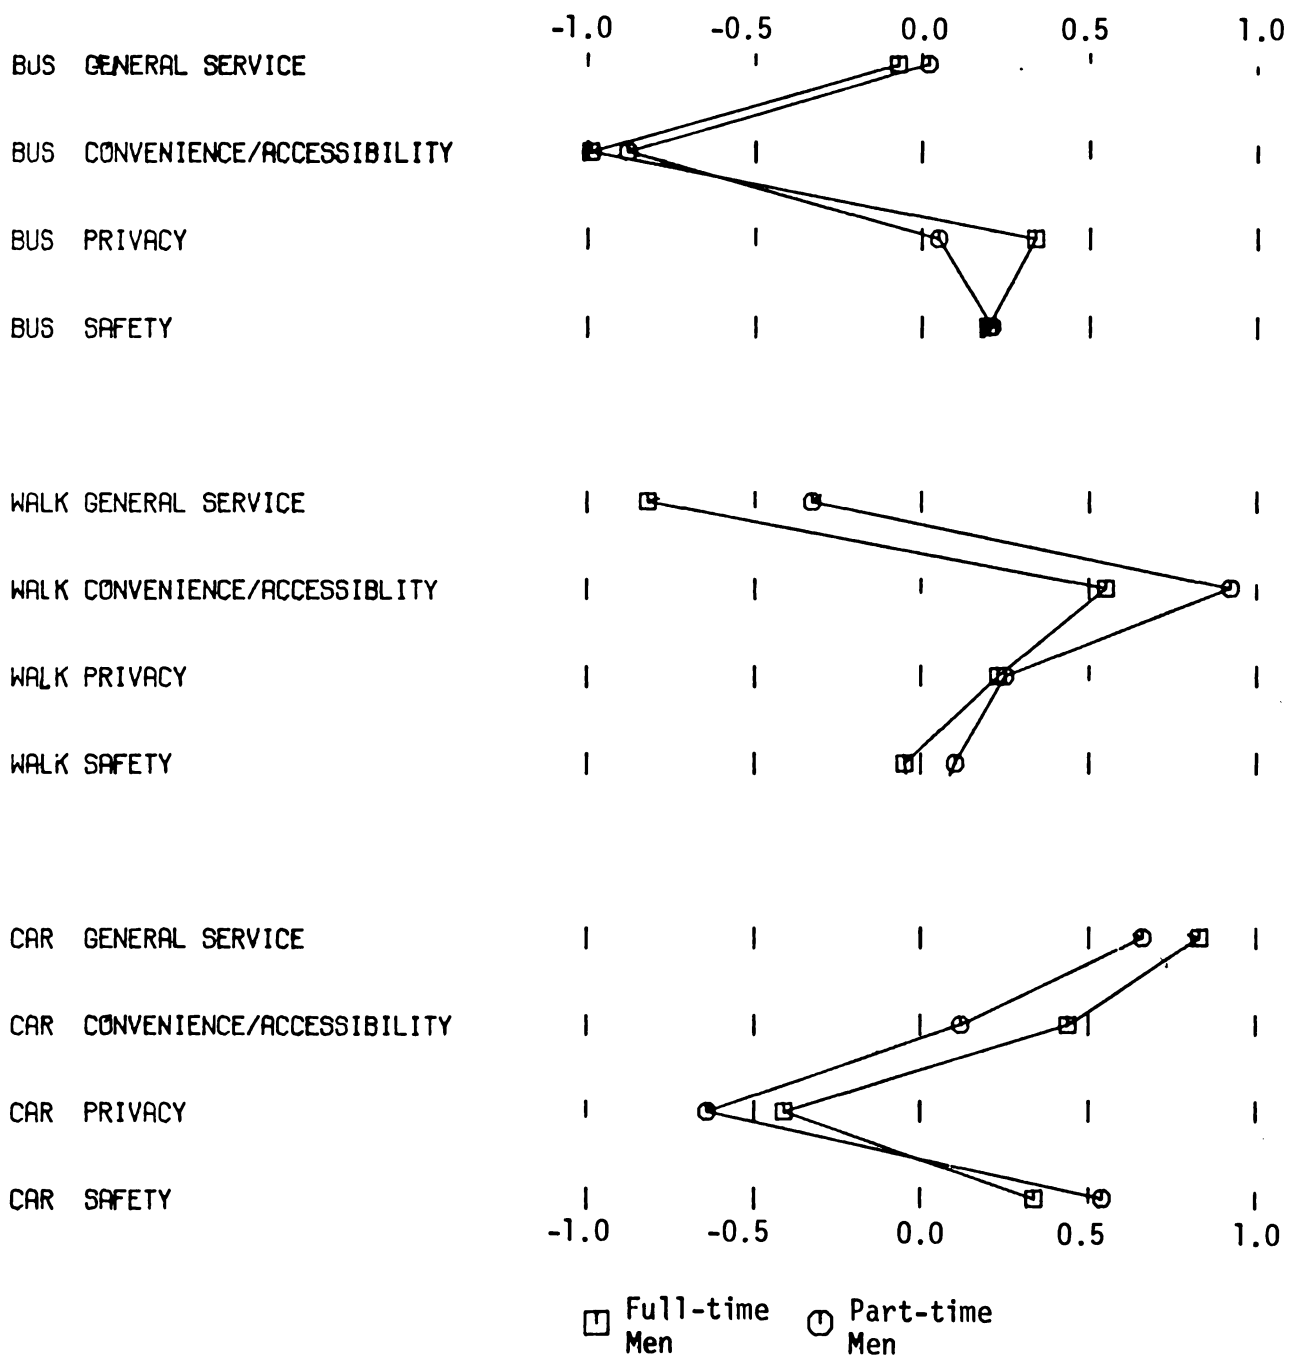 -1.0 -0.5 0.0 0.5 1.0
BUS GENERAL SERVICE
BUS CONVENIENCE/ACCESSIBILITY
BUS PRIVACY
BUS SAFETY
WALK GENERAL SERVICE
WALK CONVENIENCE/ACCESSIBLITY
WALK PRIVACY
WALK SAFETY
CAR GENERAL SERVICE
CAR CONVENIENCE/ACCESSIBILITY
CAR PRIVACY
CAR SAFETY
-1.0 -0.5 0.0 0.5 1.0
Full-time Part-time
Men Men